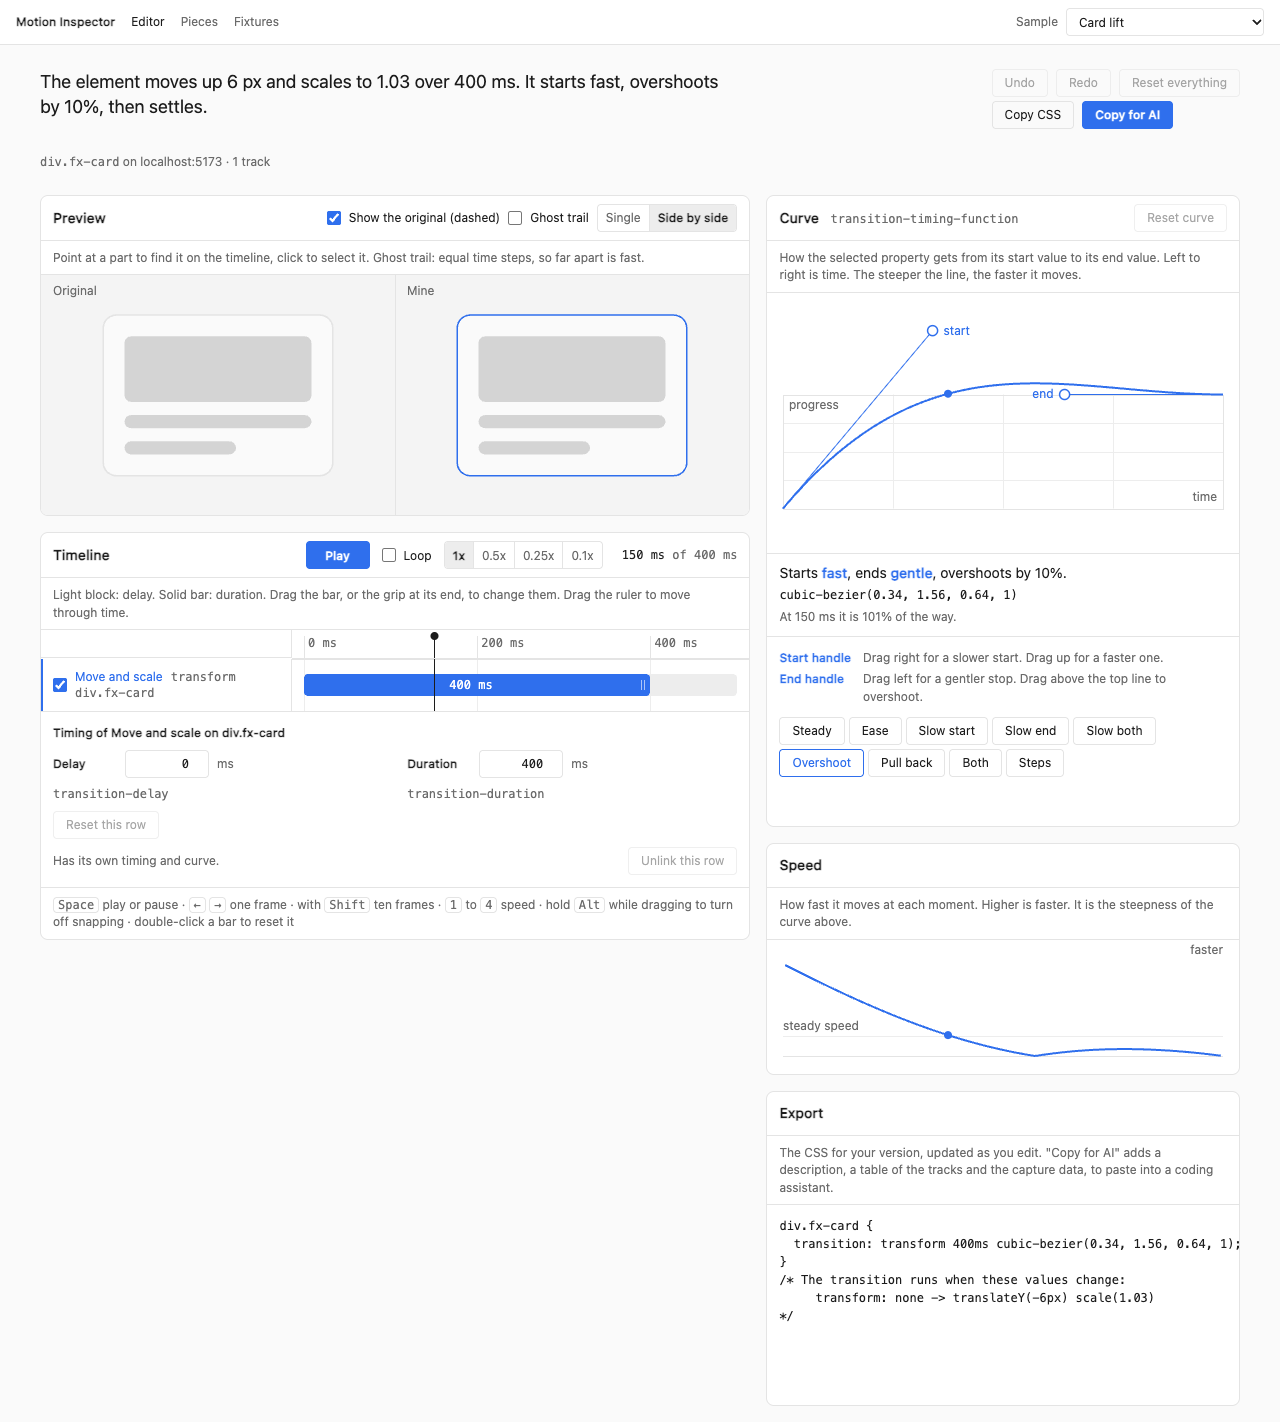 Motion Inspector Editor Pieces Fixtures
Sample Card lift
The element moves up 6 px and scales to 1.03 over 400 ms. It starts fast, overshoots
by 10%, then settles.
Undo Redo Reset everything
Copy CSS Copy for AI
div.fx-card on localhost:5173 · 1 track
Preview
Show the original (dashed) Ghost trail Single Side by side
Point at a part to find it on the timeline, click to select it. Ghost trail: equal time steps, so far apart is fast.
Original
Mine
Timeline
Play Loop 1x 0.5x 0.25x 0.1x 150 ms of 400 ms
Light block: delay. Solid bar: duration. Drag the bar, or the grip at its end, to change them. Drag the ruler to move
through time.
0 ms 200 ms 400 ms
Move and scale transform
div.fx-card
400 ms
Timing of Move and scale on div.fx-card
Delay 0 ms Duration 400 ms
transition-delay transition-duration
Reset this row
Has its own timing and curve. Unlink this row
Space play or pause · ← → one frame · with Shift ten frames · 1 to 4 speed · hold Alt while dragging to turn
off snapping · double-click a bar to reset it
Curve transition-timing-function Reset curve
How the selected property gets from its start value to its end value. Left to
right is time. The steeper the line, the faster it moves.
start
end
progress
time
Starts fast, ends gentle, overshoots by 10%.
cubic-bezier(0.34, 1.56, 0.64, 1)
At 150 ms it is 101% of the way.
Start handle Drag right for a slower start. Drag up for a faster one.
End handle Drag left for a gentler stop. Drag above the top line to
overshoot.
Steady Ease Slow start Slow end Slow both
Overshoot Pull back Both Steps
Speed
How fast it moves at each moment. Higher is faster. It is the steepness of the
curve above.
faster
steady speed
Export
The CSS for your version, updated as you edit. "Copy for AI" adds a
description, a table of the tracks and the capture data, to paste into a coding
assistant.
div.fx-card {
transition: transform 400ms cubic-bezier(0.34, 1.56, 0.64, 1);
}
/* The transition runs when these values change:
transform: none -> translateY(-6px) scale(1.03)
*/